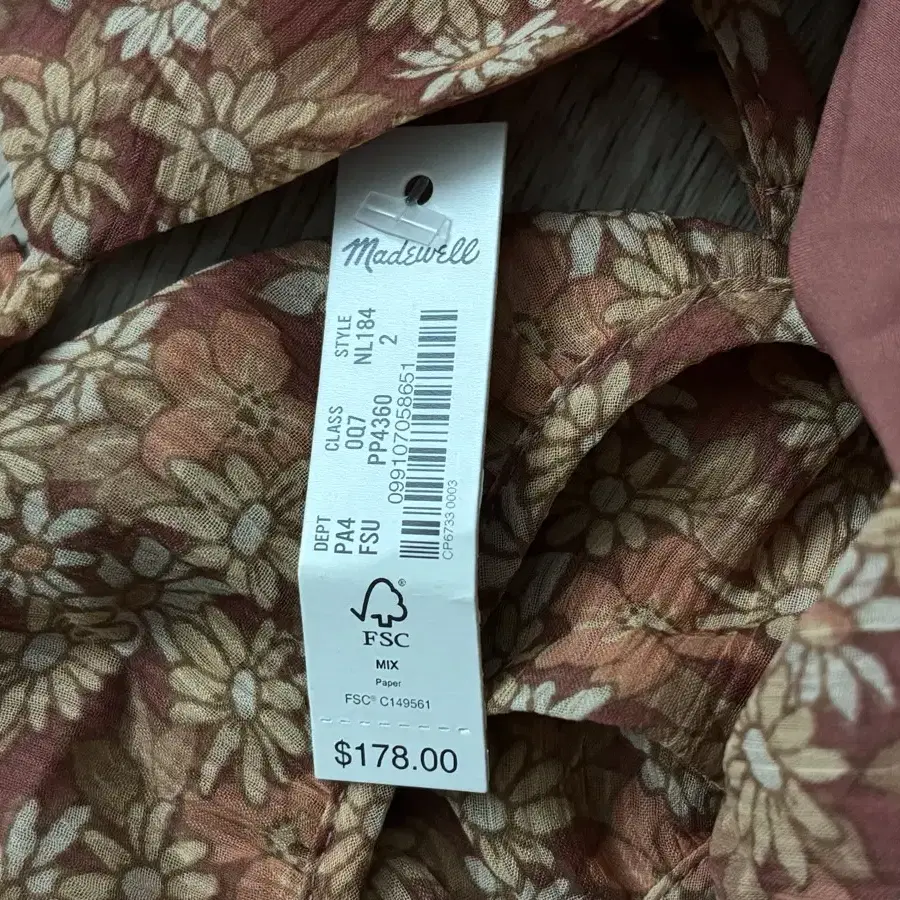 Madewell
DEPT CLASS STYLE
PA4 0Q7 NL184
FSU PP4360 2
099107058651
CP6733 0003
FSC®
MIX
Paper
FSC® C149561
$178.00